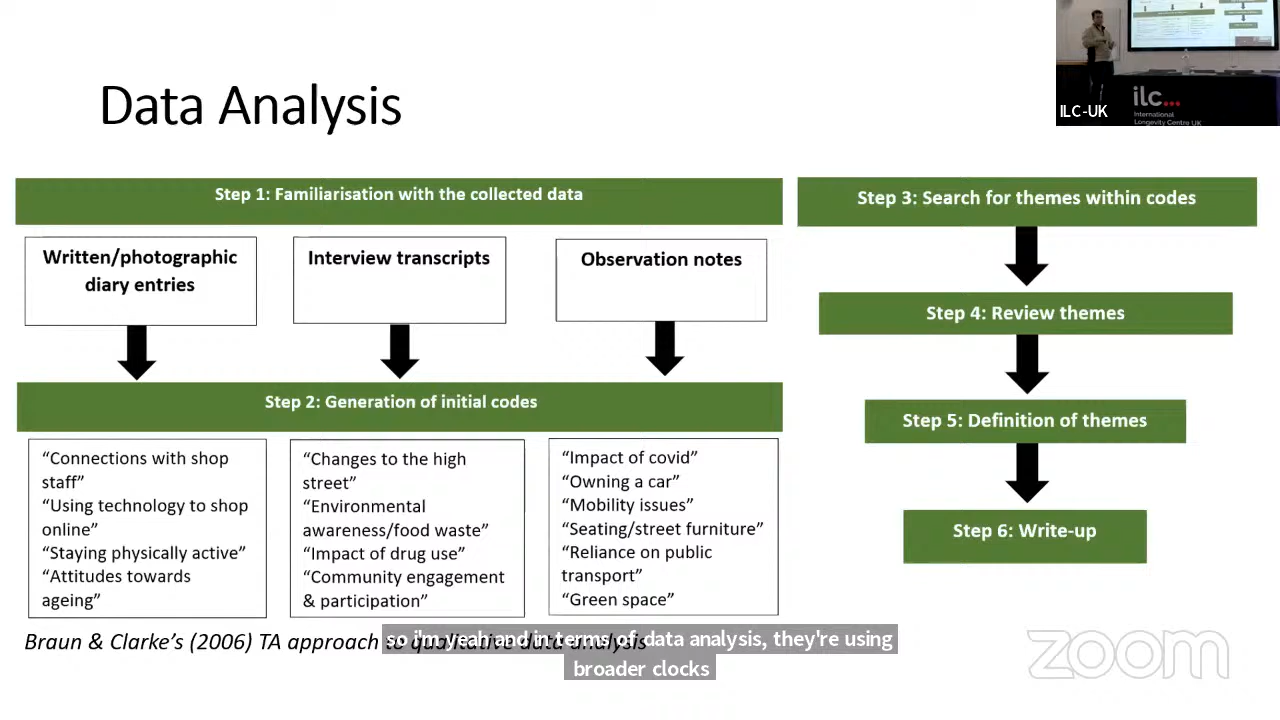 Data Analysis
ilc...
International
Longevity Centre UK
ILC-UK
Step 1: Familiarisation with the collected data
Written/photographic
diary entries
Interview transcripts
Observation notes
Step 2: Generation of initial codes
“Connections with shop
staff”
“Using technology to shop
online”
“Staying physically active”
“Attitudes towards
ageing”
“Changes to the high
street”
“Environmental
awareness/food waste”
“Impact of drug use”
“Community engagement
& participation”
“Impact of covid”
“Owning a car”
“Mobility issues”
“Seating/street furniture”
“Reliance on public
transport”
“Green space”
Step 3: Search for themes within codes
Step 4: Review themes
Step 5: Definition of themes
Step 6: Write-up
Braun & Clarke’s (2006) TA approach to qualitative data analysis
so i'm yeah and in terms of data analysis, they're using
broader clocks
zoom